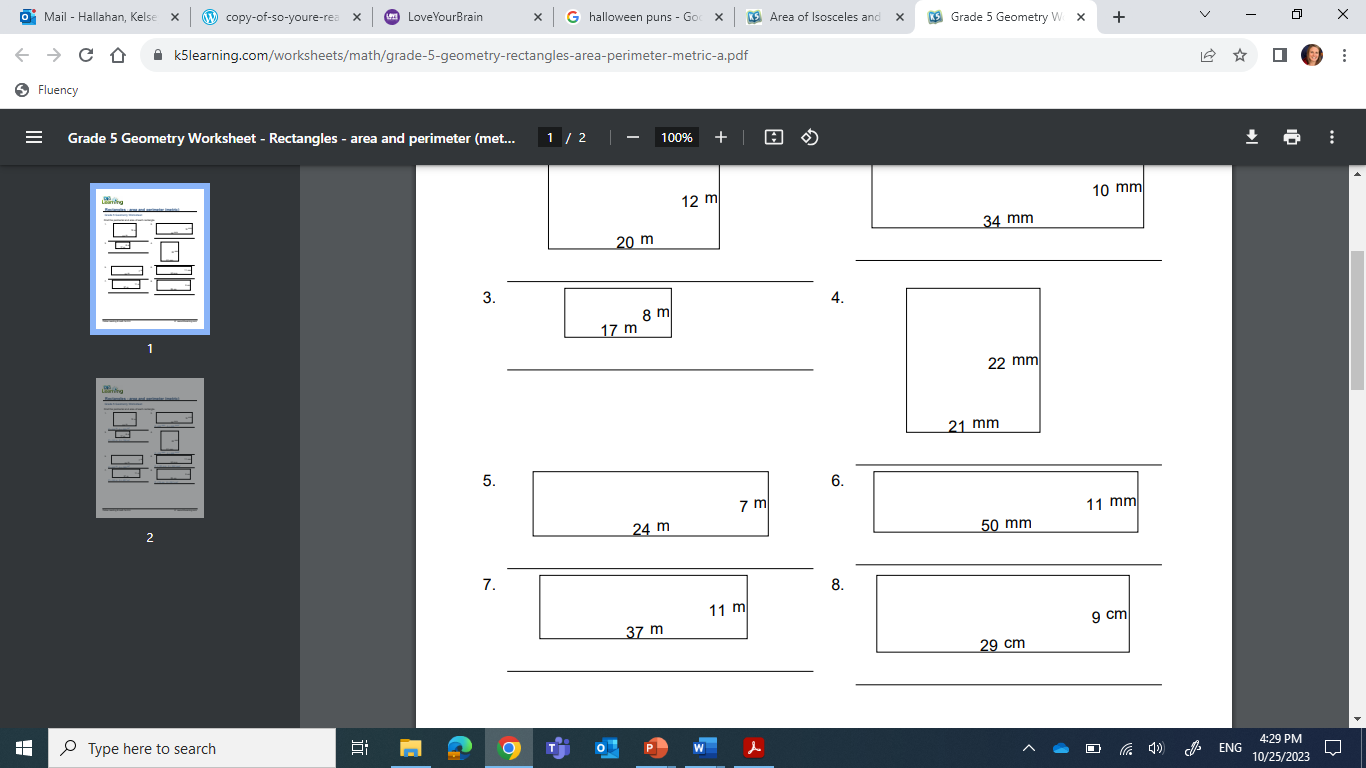 Mail - Hallahan, Kelse
copy-of-so-youre-rea
LoveYourBrain
halloween puns - Goo
Area of Isosceles and
Grade 5 Geometry W
k5learning.com/worksheets/math/grade-5-geometry-rectangles-area-perimeter-metric-a.pdf
Fluency
Grade 5 Geometry Worksheet - Rectangles - area and perimeter (met...
1 / 2
100%
12 m
20 m
10 mm
34 mm
3.
8 m
17 m
4.
22 mm
21 mm
5.
7 m
24 m
6.
11 mm
50 mm
7.
11 m
37 m
8.
9 cm
29 cm
1
2
Type here to search
ENG
4:29 PM
10/25/2023